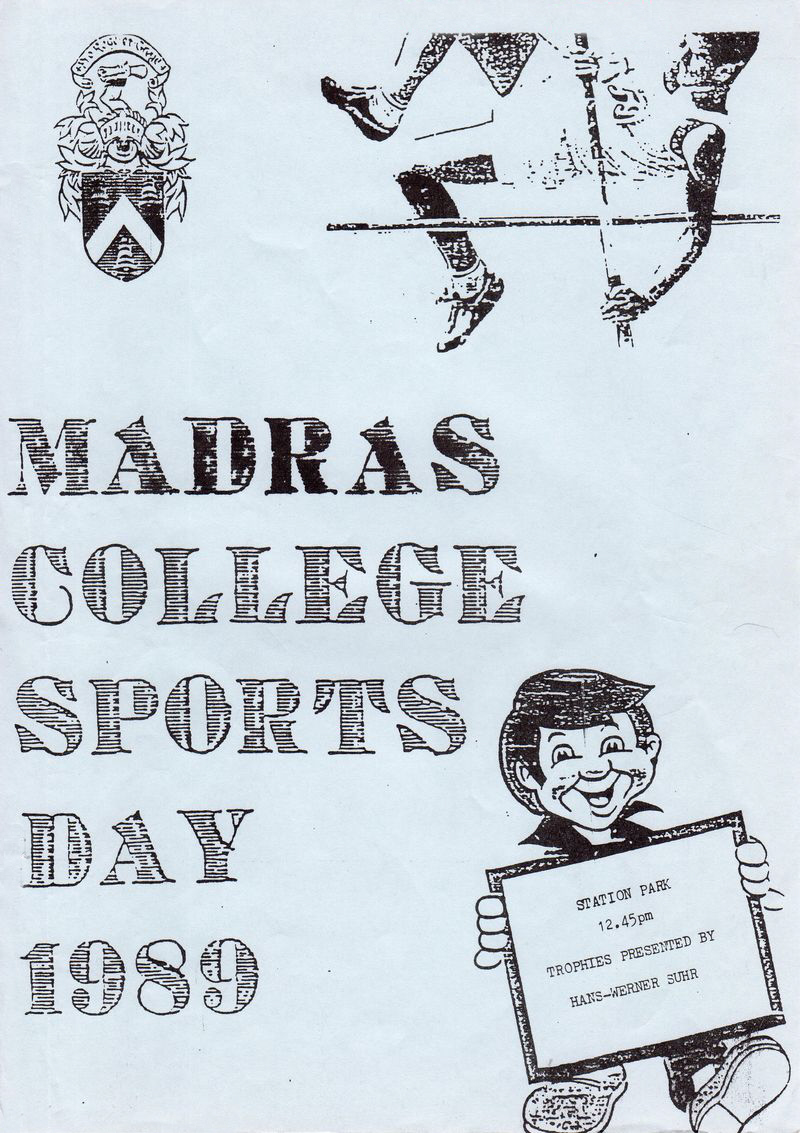 MADRAS
COLLEGE
SPORTS
DAY
1989
STATION PARK
12.45pm
TROPHIES PRESENTED BY
HANS-WERNER SUHR